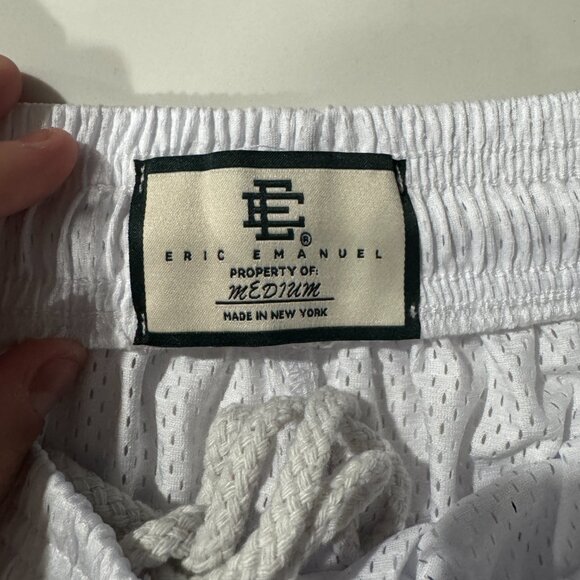 EE®
ERIC EMANUEL
PROPERTY OF:
MEDIUM
MADE IN NEW YORK